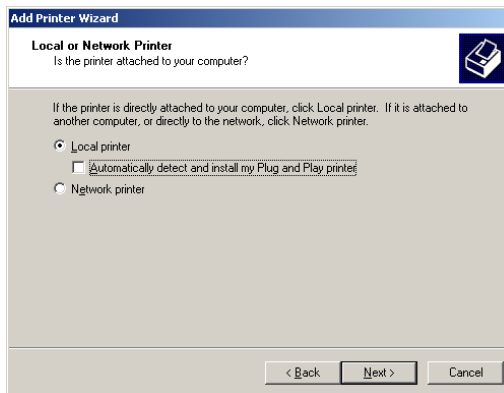 Add Printer Wizard
Local or Network Printer
Is the printer attached to your computer?
If the printer is directly attached to your computer, click Local printer. If it is attached to
another computer, or directly to the network, click Network printer.
Local printer
Automatically detect and install my Plug and Play printer
Network printer
< Back
Next >
Cancel